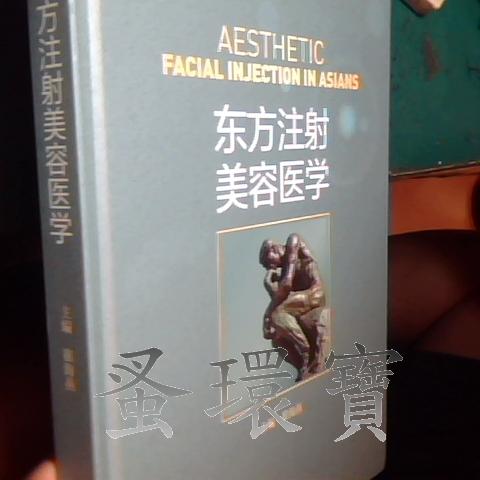 AESTHETIC
FACIAL INJECTION IN ASIANS
东方注射
美容医学
方注射美容医学
主编
蚤環寶